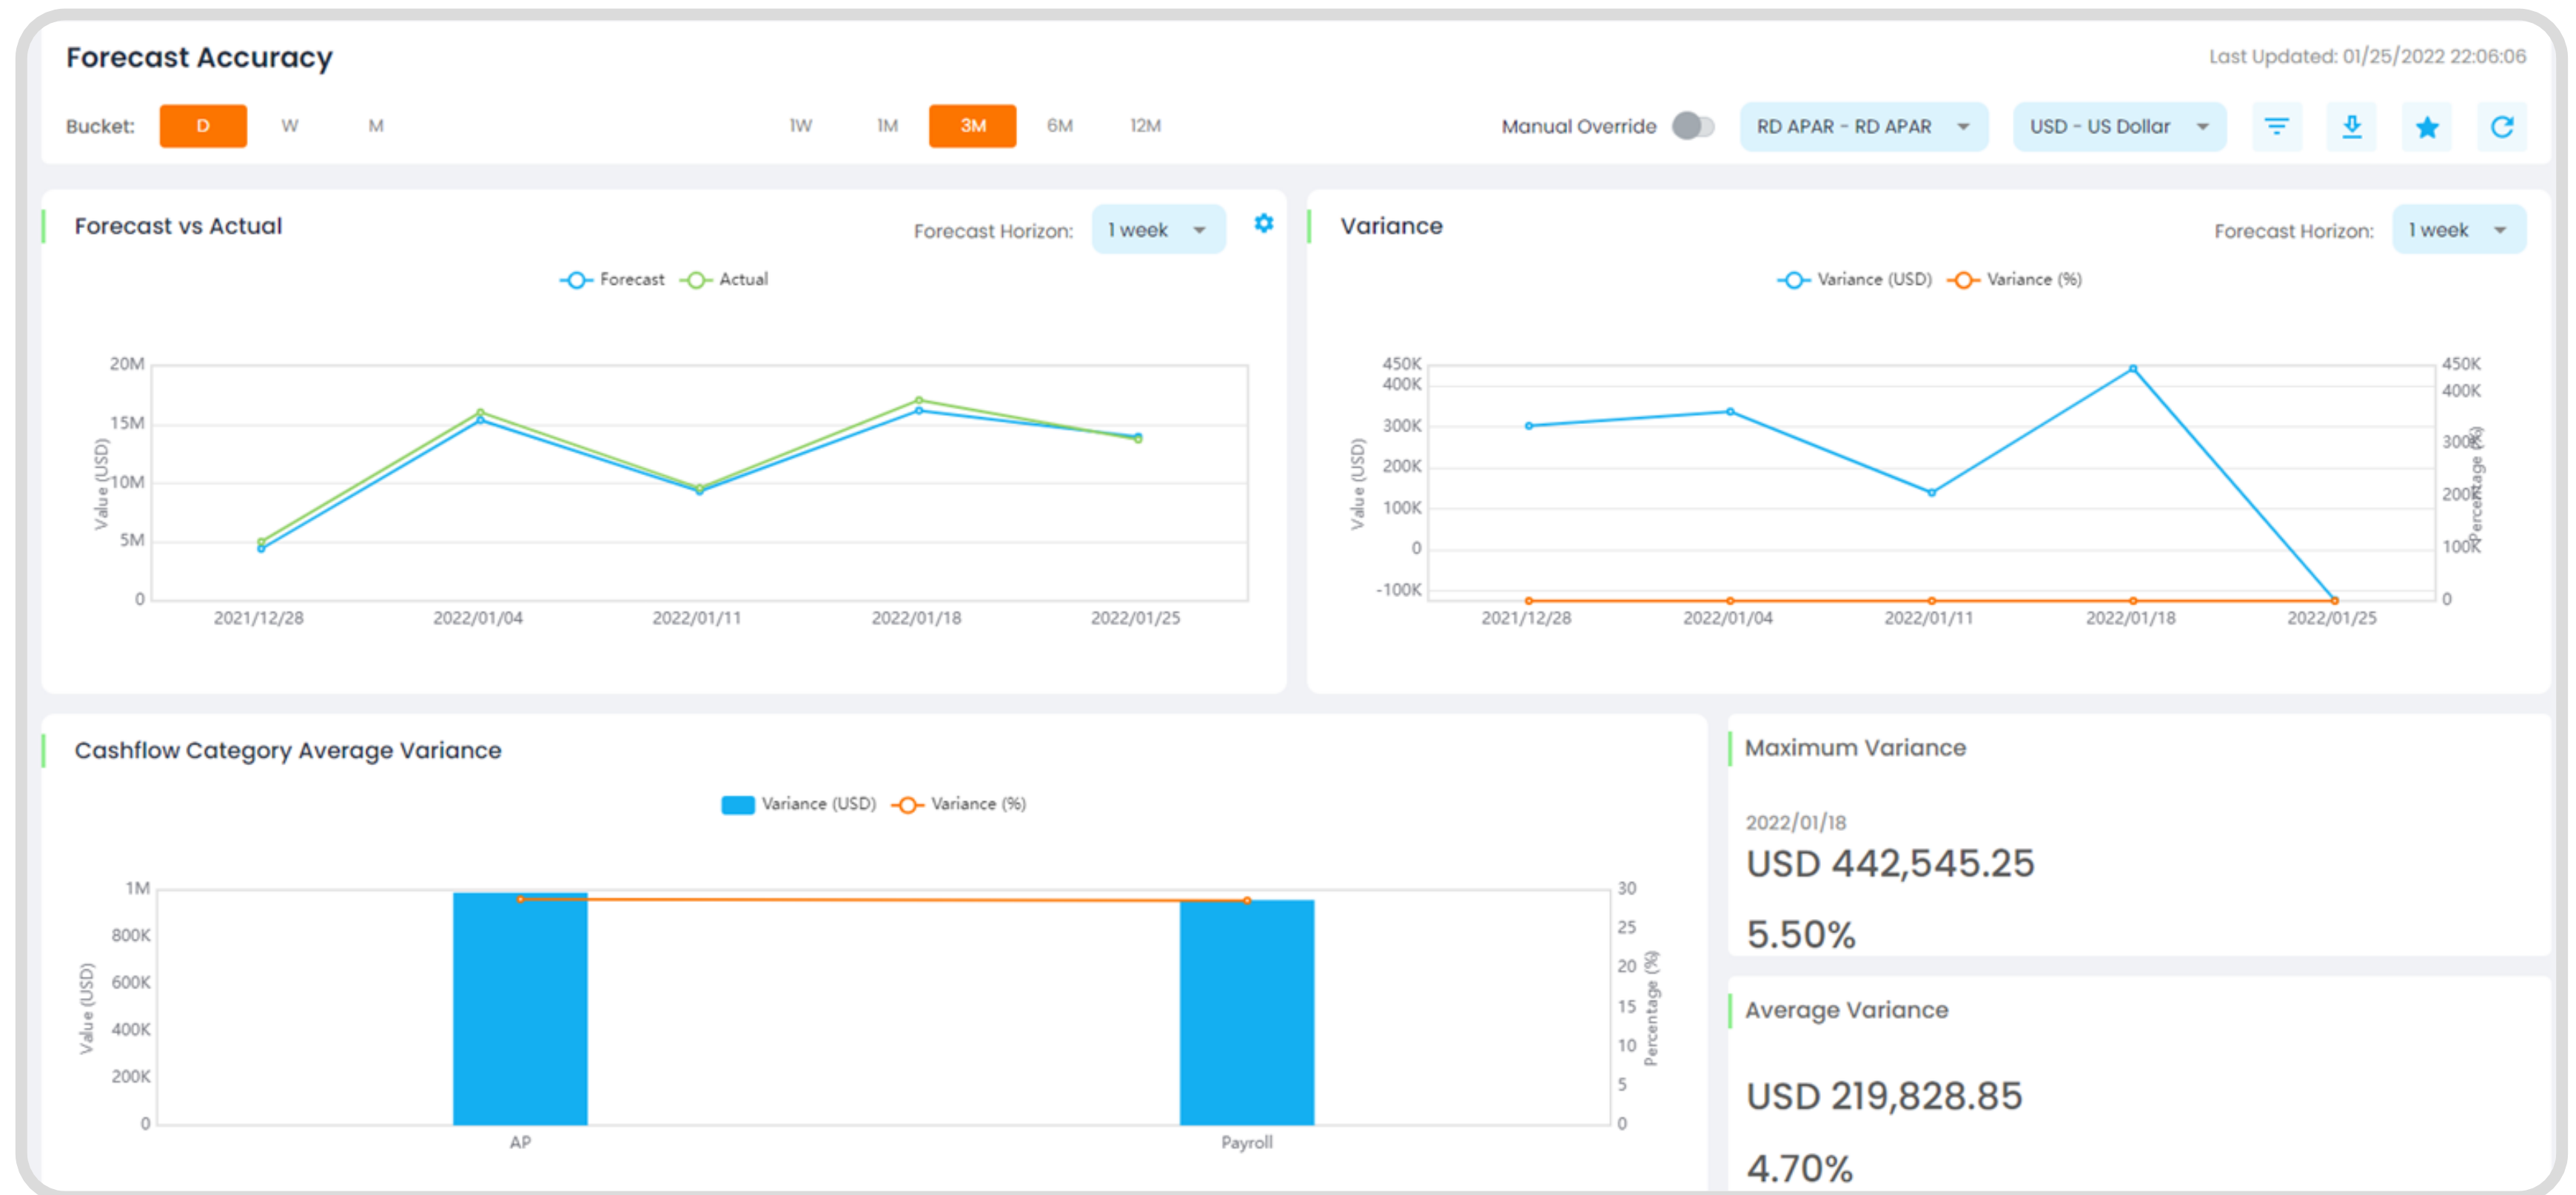 Forecast Accuracy
Last Updated: 01/25/2022 22:06:06
Bucket: D W M 1W 1M 3M 6M 12M Manual Override RD APAR - RD APAR USD - US Dollar
Forecast vs Actual
Forecast Horizon: 1 week
Forecast Actual
Value (USD)
20M
15M
10M
5M
0
2021/12/28 2022/01/04 2022/01/11 2022/01/18 2022/01/25
Variance
Forecast Horizon: 1 week
Variance (USD) Variance (%)
Value (USD)
450K
400K
300K
200K
100K
0
-100K
450K
400K
300K
200K
100K
0
Percentage (%)
2021/12/28 2022/01/04 2022/01/11 2022/01/18 2022/01/25
Cashflow Category Average Variance
Variance (USD) Variance (%)
Value (USD)
1M
800K
600K
400K
200K
0
30
25
20
15
10
5
0
Percentage (%)
AP Payroll
Maximum Variance
2022/01/18
USD 442,545.25
5.50%
Average Variance
USD 219,828.85
4.70%